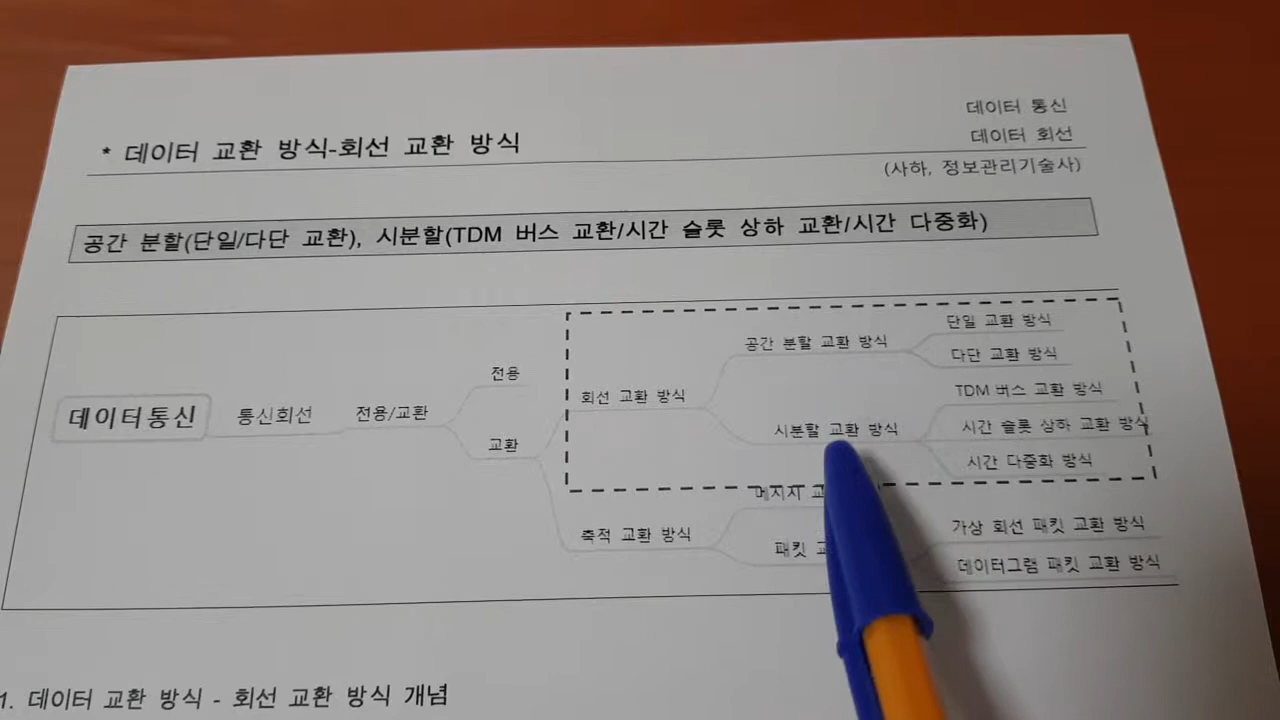 데이터 통신
* 데이터 교환 방식-회선 교환 방식
데이터 회선
(사하, 정보관리기술사)
공간 분할(단일/다단 교환), 시분할(TDM 버스 교환/시간 슬롯 상하 교환/시간 다중화)
데이터통신
통신회선
전용/교환
전용
교환
회선 교환 방식
공간 분할 교환 방식
단일 교환 방식
다단 교환 방식
시분할 교환 방식
TDM 버스 교환 방식
시간 슬롯 상하 교환 방식
시간 다중화 방식
축적 교환 방식
메시지
패킷
가상 회선 패킷 교환 방식
데이터그램 패킷 교환 방식
1. 데이터 교환 방식 - 회선 교환 방식 개념